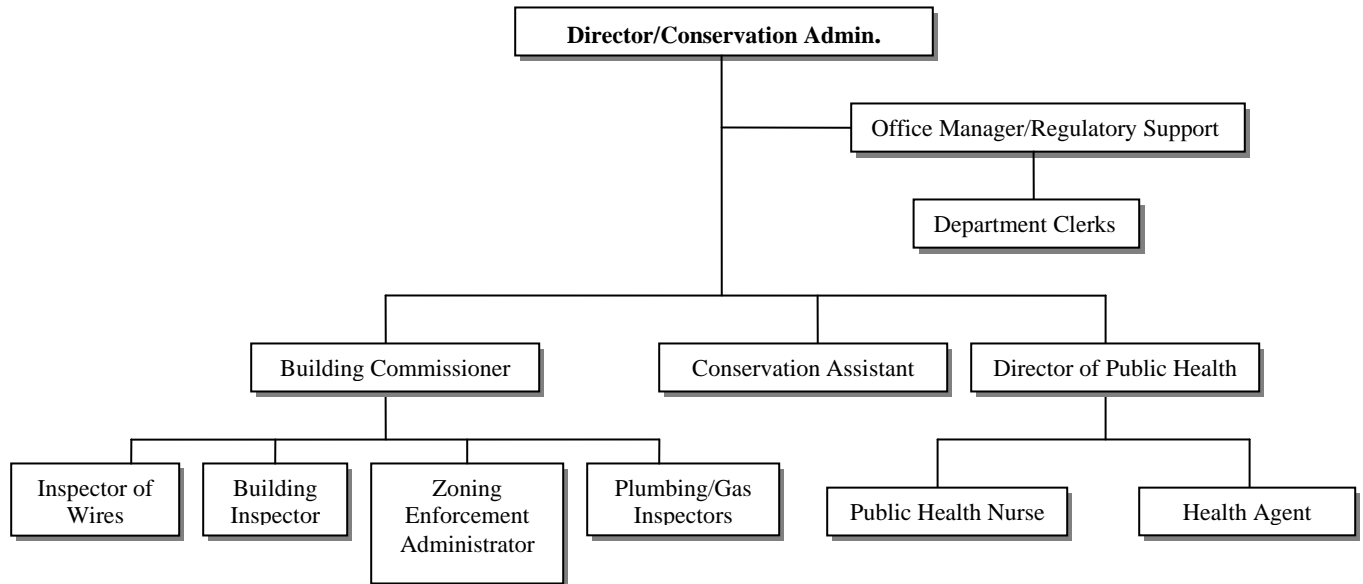 Director/Conservation Admin.
Office Manager/Regulatory Support
Department Clerks
Building Commissioner
Conservation Assistant
Director of Public Health
Inspector of
Wires
Building
Inspector
Zoning
Enforcement
Administrator
Plumbing/Gas
Inspectors
Public Health Nurse
Health Agent